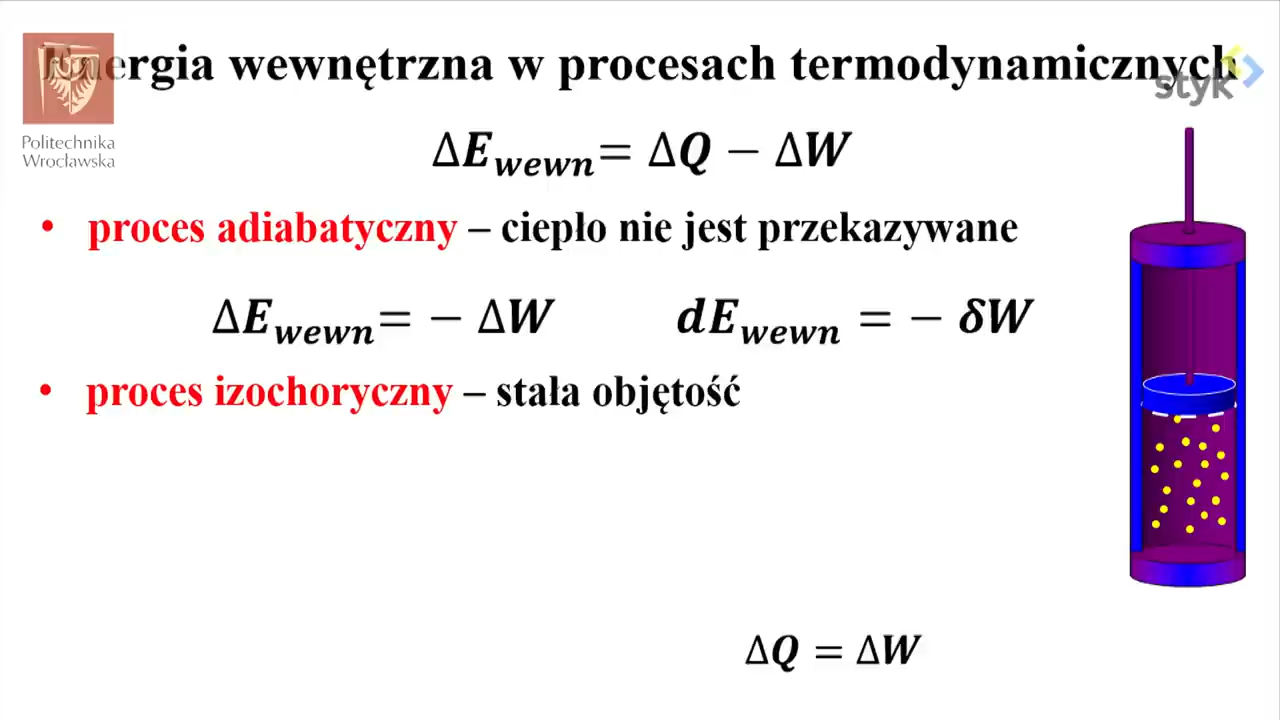 Energia wewnętrzna w procesach termodynamicznych
styk
Politechnika
Wrocławska
ΔE_wewn = ΔQ − ΔW
• proces adiabatyczny – ciepło nie jest przekazywane
ΔE_wewn = − ΔW dE_wewn = − δW
• proces izochoryczny – stała objętość
ΔQ = ΔW